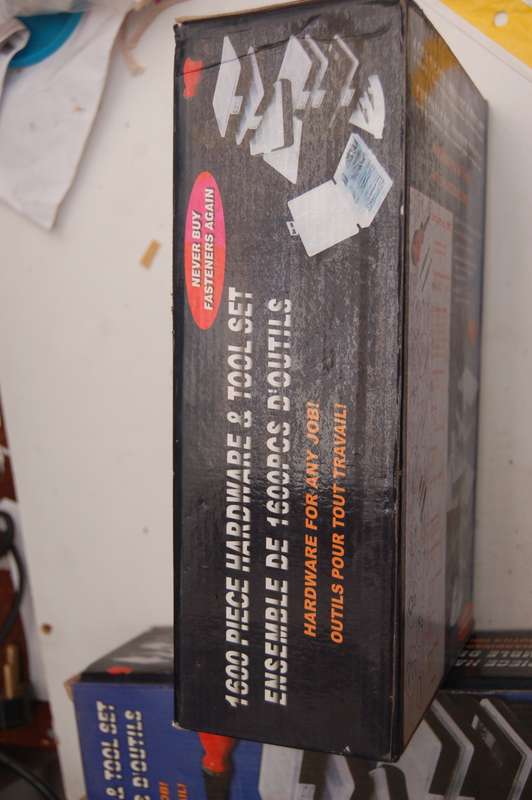 NEVER BUY
FASTENERS AGAIN
1600 PIECE HARDWARE & TOOL SET
ENSEMBLE DE 1600PCS D'OUTILS
HARDWARE FOR ANY JOB!
OUTILS POUR TOUT TRAVAIL!
& TOOL SET
D'OUTILS